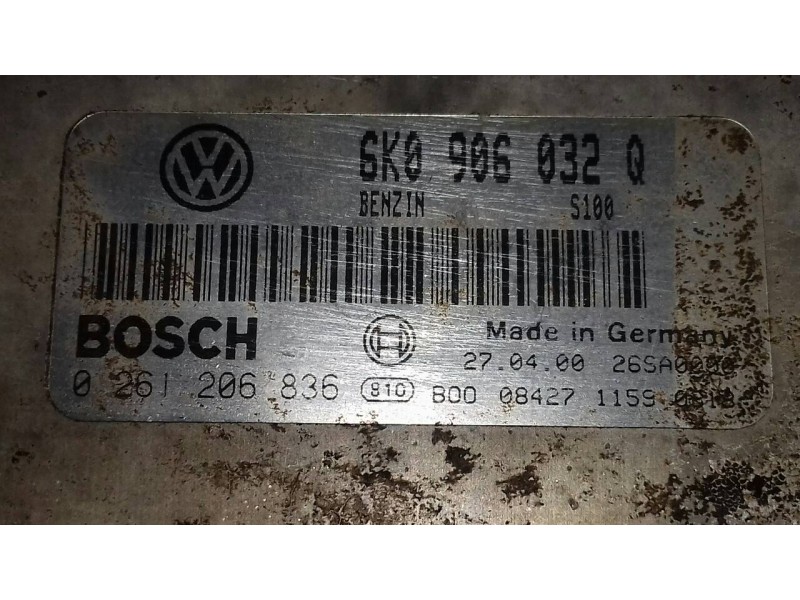 6K0 906 032 Q
BENZIN S100
BOSCH
Made in Germany
27.04.00
0 261 206 836 810 B00 08427 1159